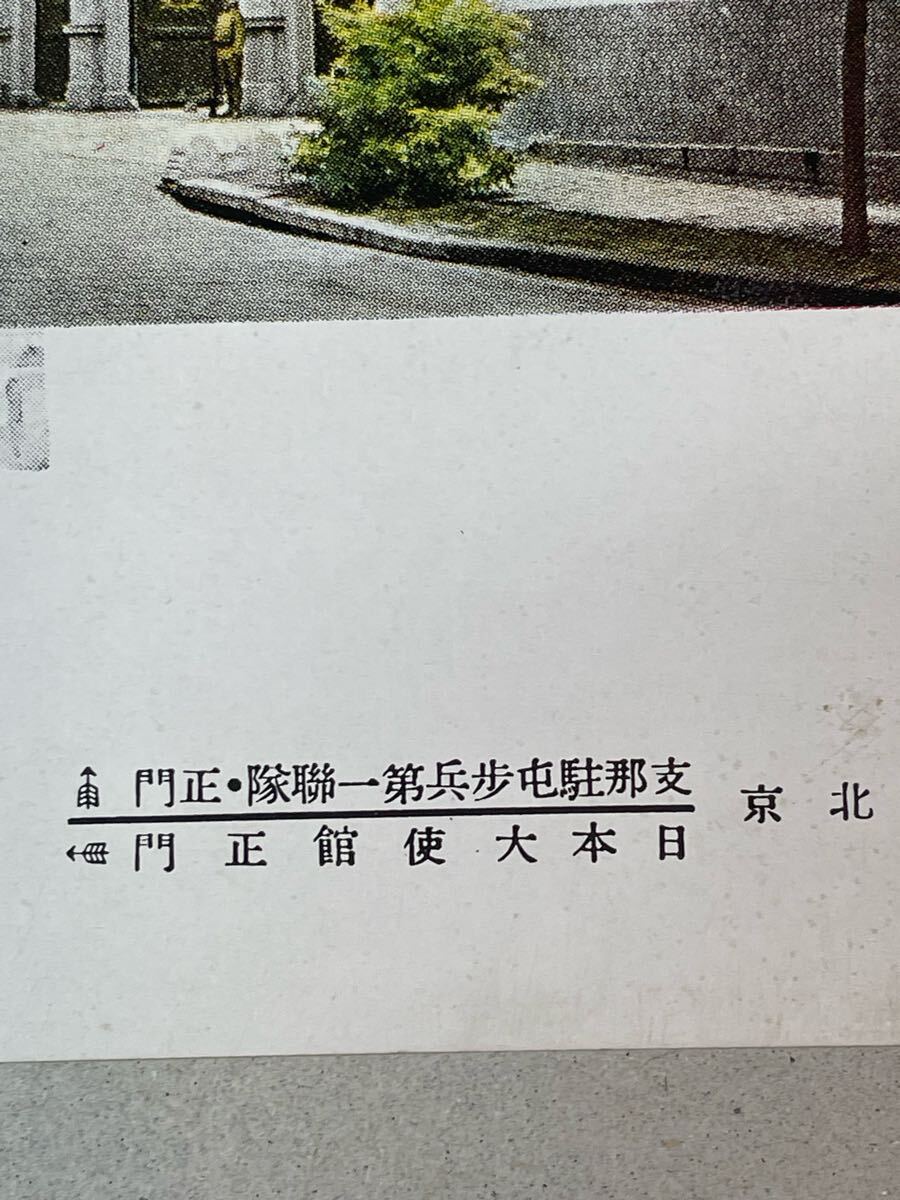 北京
支那駐屯步兵第一聯隊・正門
日本大使館正門